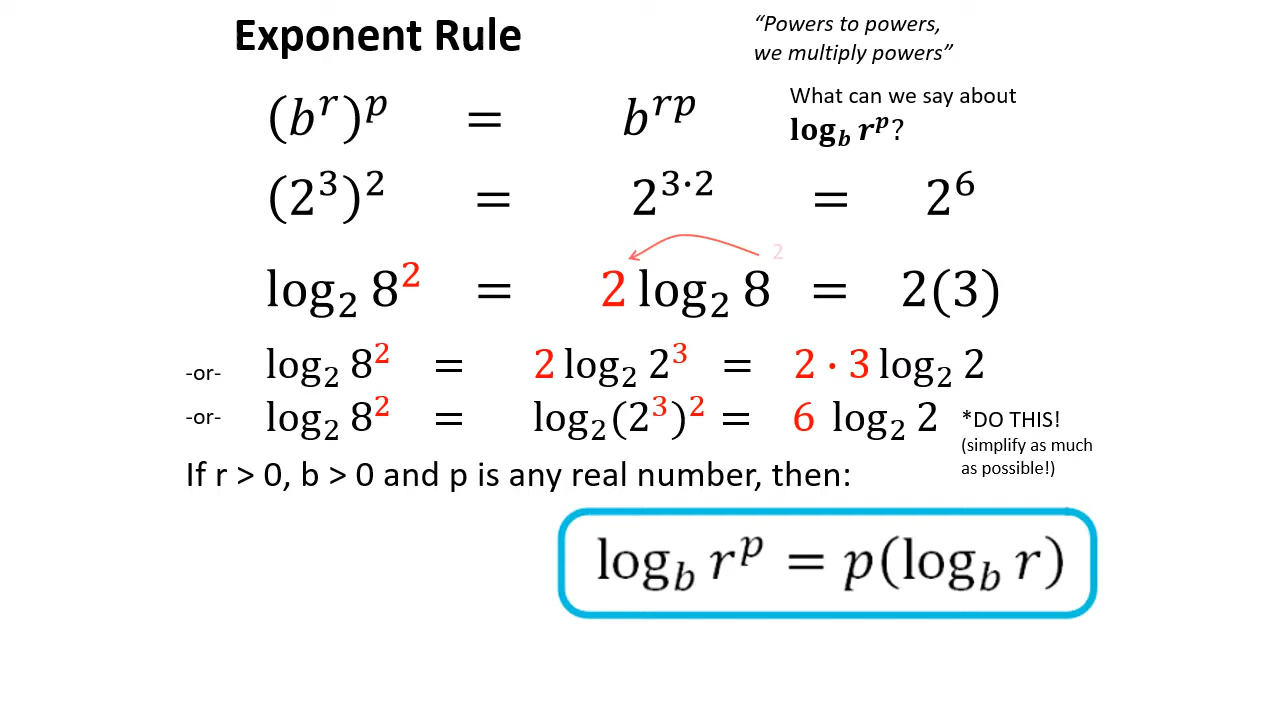 Exponent Rule
“Powers to powers,
we multiply powers”
What can we say about
log_b r^p?
(b^r)^p = b^{rp}
(2^3)^2 = 2^{3·2} = 2^6
2
log_2 8^2 = 2 log_2 8 = 2(3)
-or- log_2 8^2 = 2 log_2 2^3 = 2 · 3 log_2 2
-or- log_2 8^2 = log_2(2^3)^2 = 6 log_2 2
*DO THIS!
(simplify as much
as possible!)
If r > 0, b > 0 and p is any real number, then:
log_b r^p = p(log_b r)